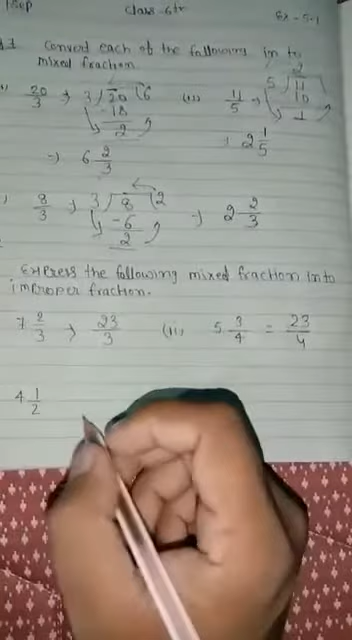 1 Sep Class-6th Ex-5.1
Convert each of the following in to
mixed fraction.
20/3 → 3)20(6 (ii) 11/5 → 5)11(2
-18 10
2 1
→ 6 2/3 → 2 1/5
8/3 → 3)8(2 → 2 2/3
-6
2
Express the following mixed fraction into
improper fraction.
7 2/3 → 23/3 (ii) 5 3/4 = 23/4
4 1/2